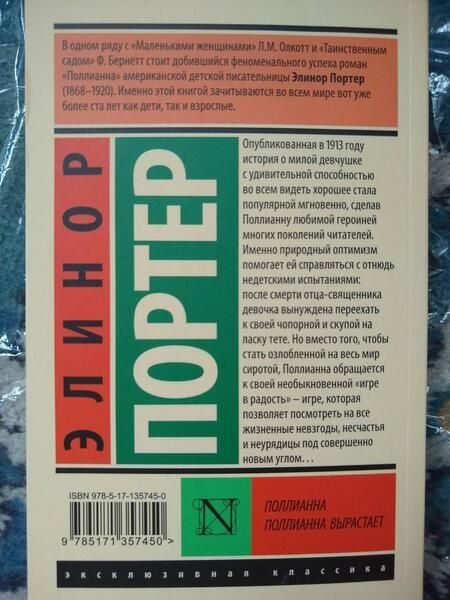 В одном ряду с «Маленькими женщинами» Л.М. Олкотт и «Таинственным
садом» Ф. Бернетт стоит добившийся феноменального успеха роман
«Поллианна» американской детской писательницы Элинор Портер
(1868–1920). Именно этой книгой зачитываются во всем мире вот уже
более ста лет как дети, так и взрослые.
ЭЛИНОР
ПОРТЕР
Опубликованная в 1913 году
история о милой девчушке
с удивительной способностью
во всем видеть хорошее стала
популярной мгновенно, сделав
Поллианну любимой героиней
многих поколений читателей.
Именно природный оптимизм
помогает ей справляться с отнюдь
недетскими испытаниями:
после смерти отца-священника
девочка вынуждена переехать
к своей чопорной и скупой на
ласку тете. Но вместо того, чтобы
стать озлобленной на весь мир
сиротой, Поллианна обращается
к своей необыкновенной «игре
в радость» – игре, которая
позволяет посмотреть на все
жизненные невзгоды, несчастья
и неурядицы под совершенно
новым углом…
ISBN 978-5-17-135745-0
9 785171 357450 >
N
ПОЛЛИАННА
ПОЛЛИАННА ВЫРАСТАЕТ
эксклюзивная классика